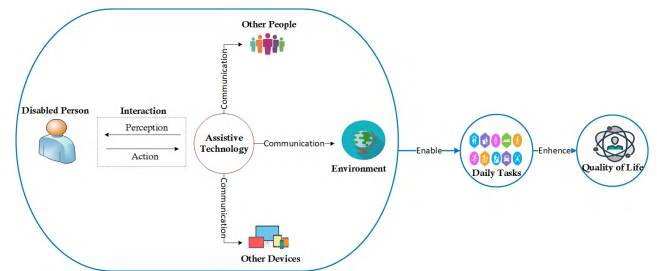 Other People
Communication
Disabled Person
Interaction
Perception
Action
Assistive
Technology
Communication
Environment
Enable
Daily Tasks
Enhence
Quality of Life
Communication
Other Devices